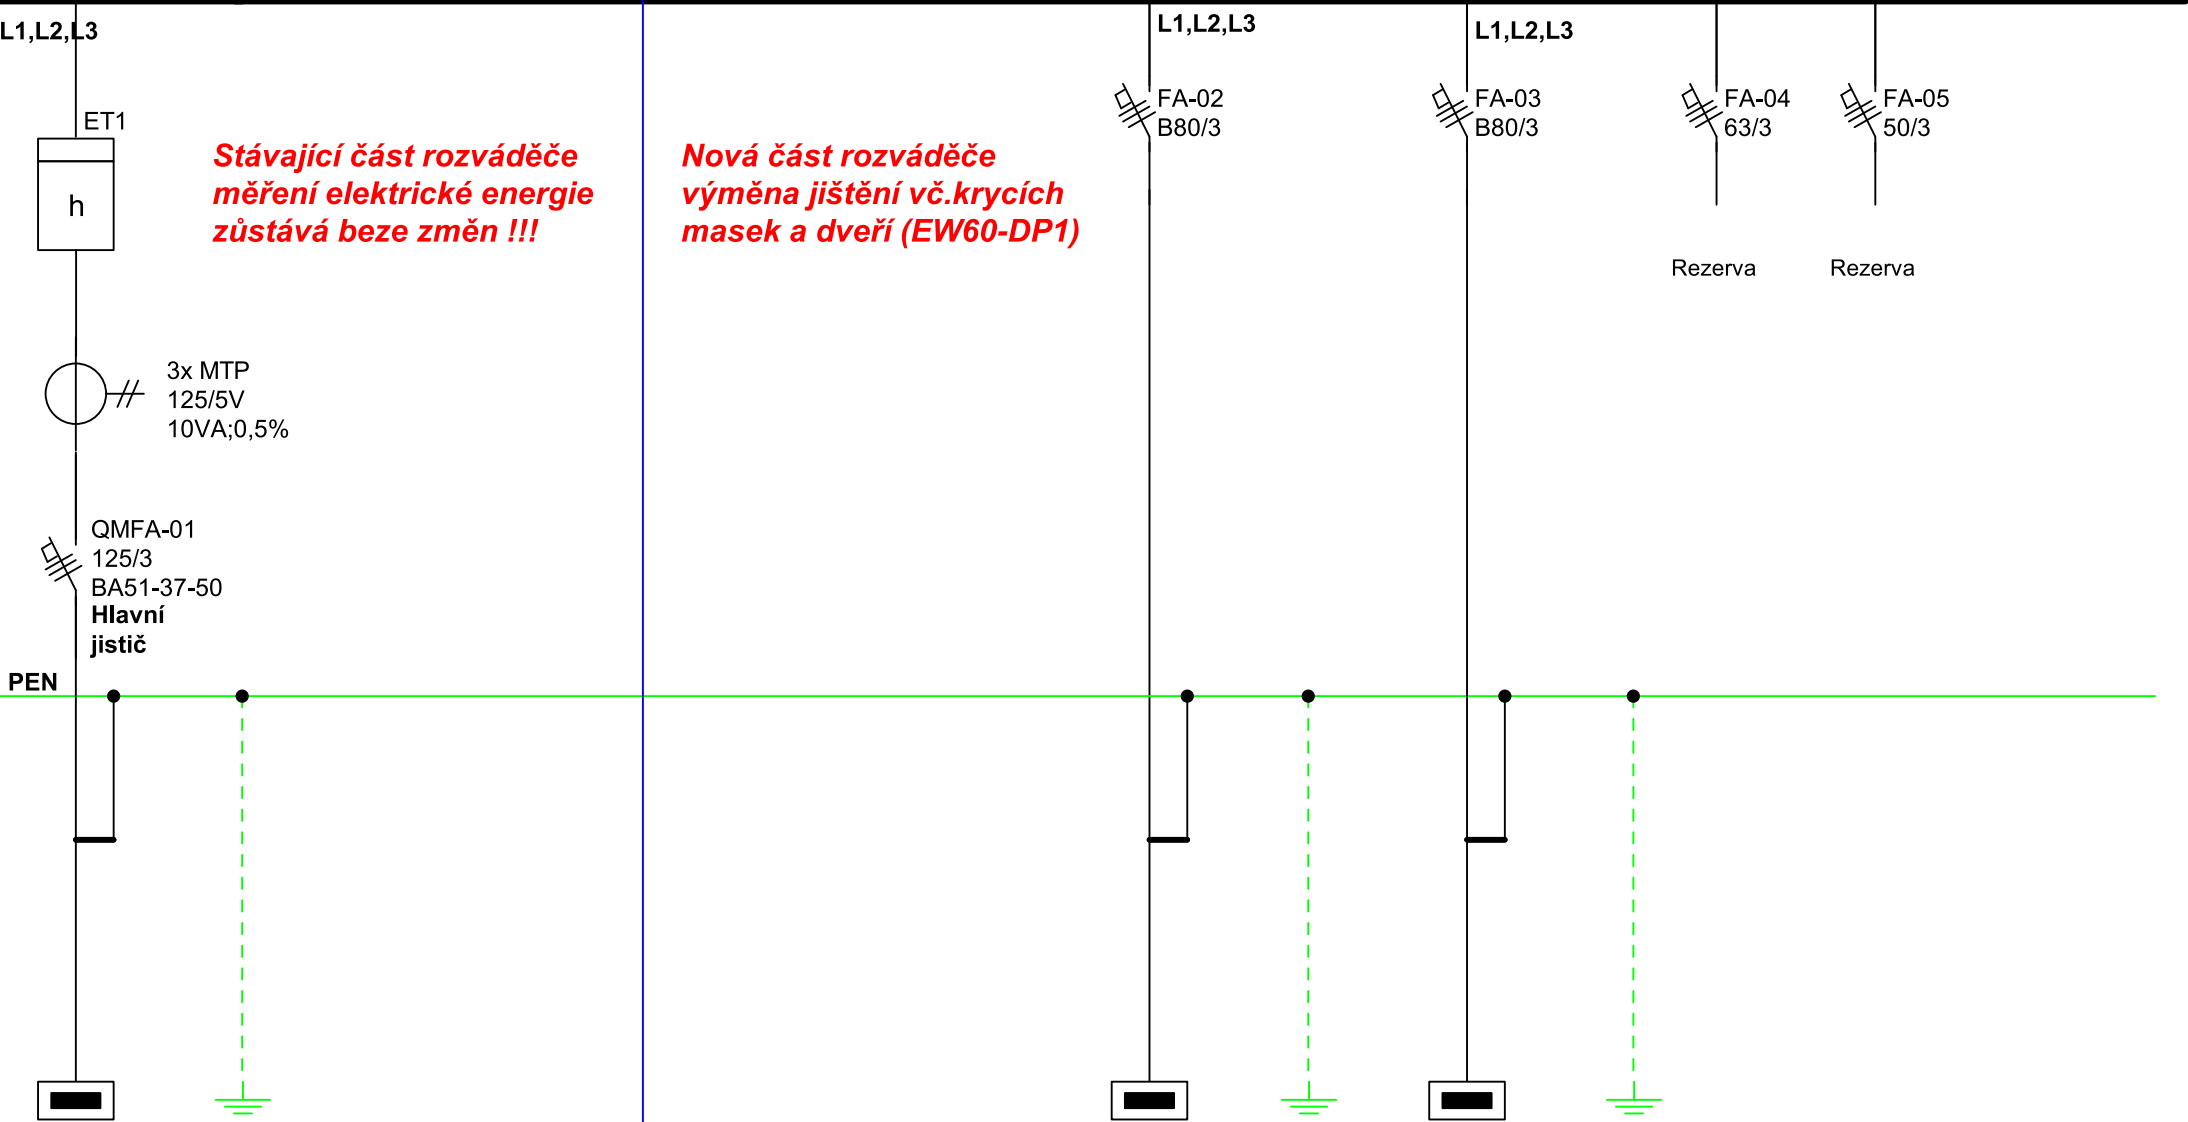 L1,L2,L3
ET1
h
Stávající část rozváděče
měření elektrické energie
zůstává beze změn !!!
3x MTP
125/5V
10VA;0,5%
QMFA-01
125/3
BA51-37-50
Hlavní
jistič
PEN
Nová část rozváděče
výměna jištění vč.krycích
masek a dveří (EW60-DP1)
L1,L2,L3
FA-02
B80/3
L1,L2,L3
FA-03
B80/3
FA-04
63/3
Rezerva
FA-05
50/3
Rezerva